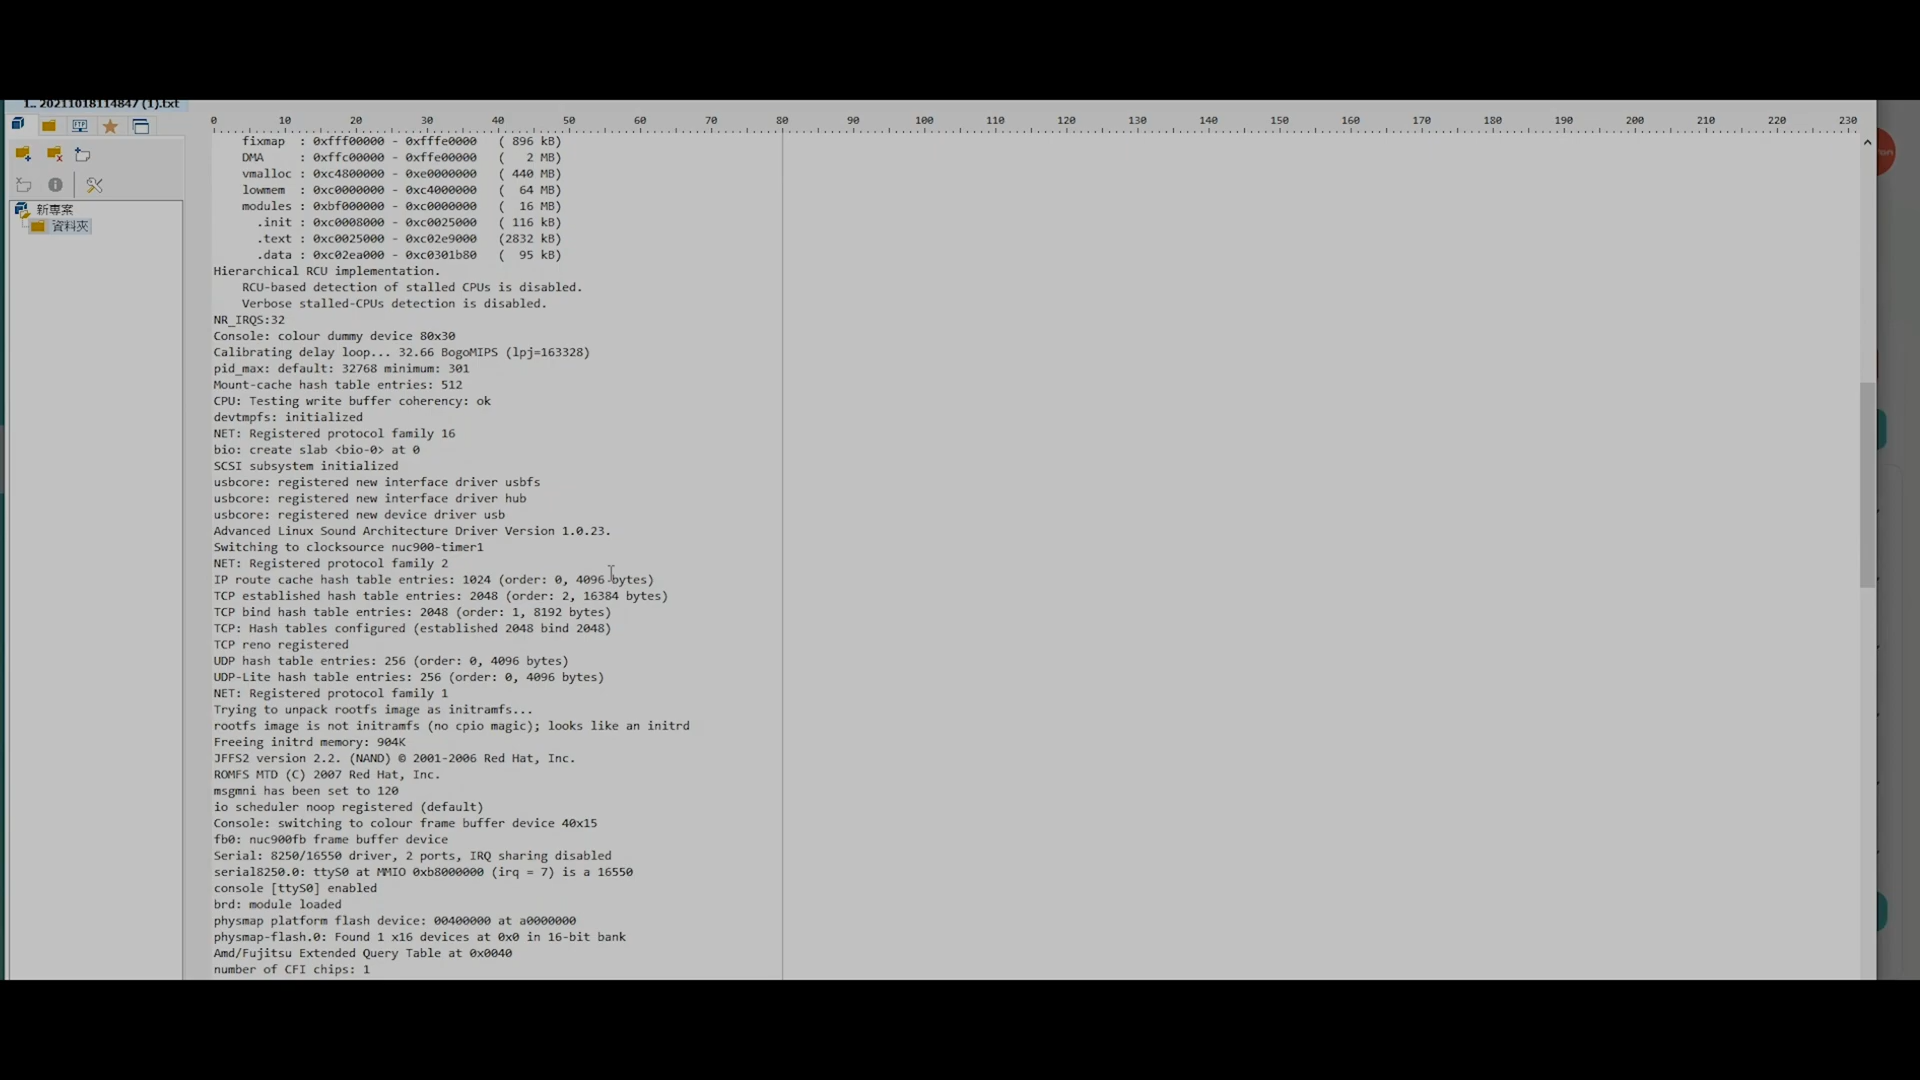 1.. 20211018114847 (1).txt
0 10 20 30 40 50 60 70 80 90 100 110 120 130 140 150 160 170 180 190 200 210 220 230
新專案
資料夾
fixmap : 0xfff00000 - 0xfffe0000 ( 896 kB)
DMA : 0xffc00000 - 0xffe00000 ( 2 MB)
vmalloc : 0xc4800000 - 0xe0000000 ( 440 MB)
lowmem : 0xc0000000 - 0xc4000000 ( 64 MB)
modules : 0xbf000000 - 0xc0000000 ( 16 MB)
.init : 0xc0008000 - 0xc0025000 ( 116 kB)
.text : 0xc0025000 - 0xc02e9000 (2832 kB)
.data : 0xc02ea000 - 0xc0301b80 ( 95 kB)
Hierarchical RCU implementation.
RCU-based detection of stalled CPUs is disabled.
Verbose stalled-CPUs detection is disabled.
NR_IRQS:32
Console: colour dummy device 80x30
Calibrating delay loop... 32.66 BogoMIPS (lpj=163328)
pid_max: default: 32768 minimum: 301
Mount-cache hash table entries: 512
CPU: Testing write buffer coherency: ok
devtmpfs: initialized
NET: Registered protocol family 16
bio: create slab <bio-0> at 0
SCSI subsystem initialized
usbcore: registered new interface driver usbfs
usbcore: registered new interface driver hub
usbcore: registered new device driver usb
Advanced Linux Sound Architecture Driver Version 1.0.23.
Switching to clocksource nuc900-timer1
NET: Registered protocol family 2
IP route cache hash table entries: 1024 (order: 0, 4096 bytes)
TCP established hash table entries: 2048 (order: 2, 16384 bytes)
TCP bind hash table entries: 2048 (order: 1, 8192 bytes)
TCP: Hash tables configured (established 2048 bind 2048)
TCP reno registered
UDP hash table entries: 256 (order: 0, 4096 bytes)
UDP-Lite hash table entries: 256 (order: 0, 4096 bytes)
NET: Registered protocol family 1
Trying to unpack rootfs image as initramfs...
rootfs image is not initramfs (no cpio magic); looks like an initrd
Freeing initrd memory: 904K
JFFS2 version 2.2. (NAND) © 2001-2006 Red Hat, Inc.
ROMFS MTD (C) 2007 Red Hat, Inc.
msgmni has been set to 120
io scheduler noop registered (default)
Console: switching to colour frame buffer device 40x15
fb0: nuc900fb frame buffer device
Serial: 8250/16550 driver, 2 ports, IRQ sharing disabled
serial8250.0: ttyS0 at MMIO 0xb8000000 (irq = 7) is a 16550
console [ttyS0] enabled
brd: module loaded
physmap platform flash device: 00400000 at a0000000
physmap-flash.0: Found 1 x16 devices at 0x0 in 16-bit bank
Amd/Fujitsu Extended Query Table at 0x0040
number of CFI chips: 1